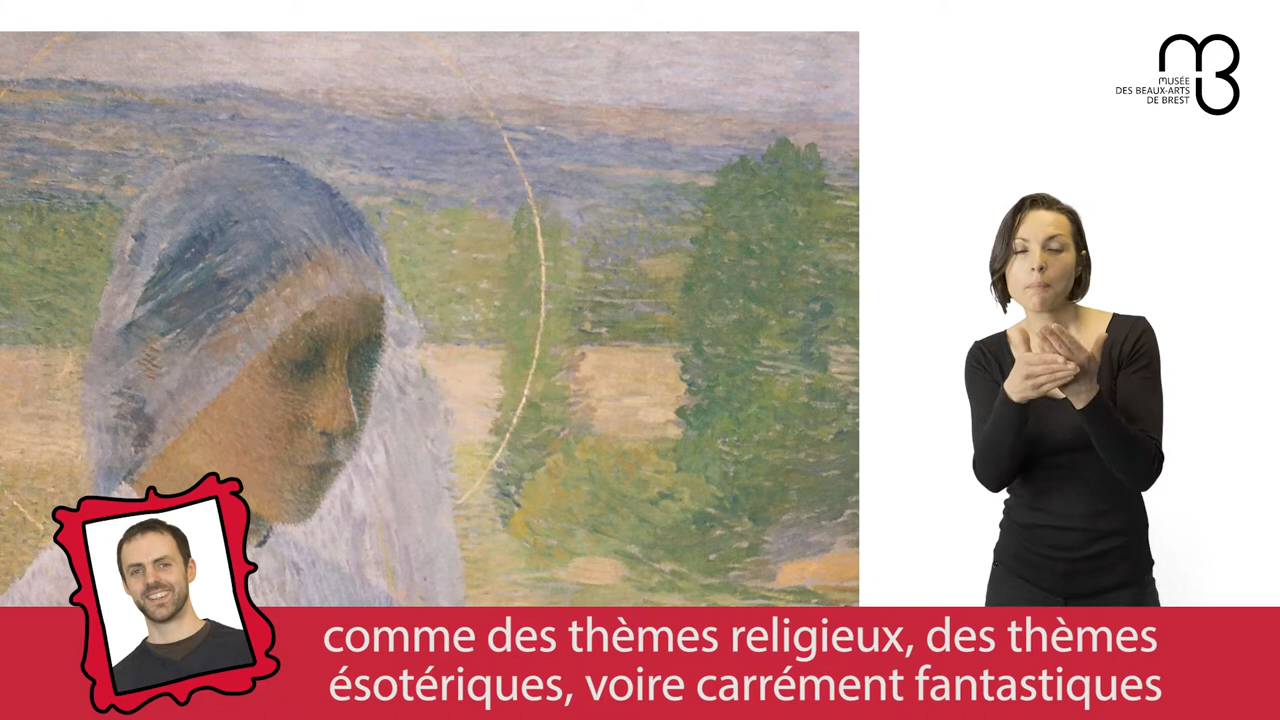 MUSÉE
DES BEAUX-ARTS
DE BREST
comme des thèmes religieux, des thèmes
ésotériques, voire carrément fantastiques